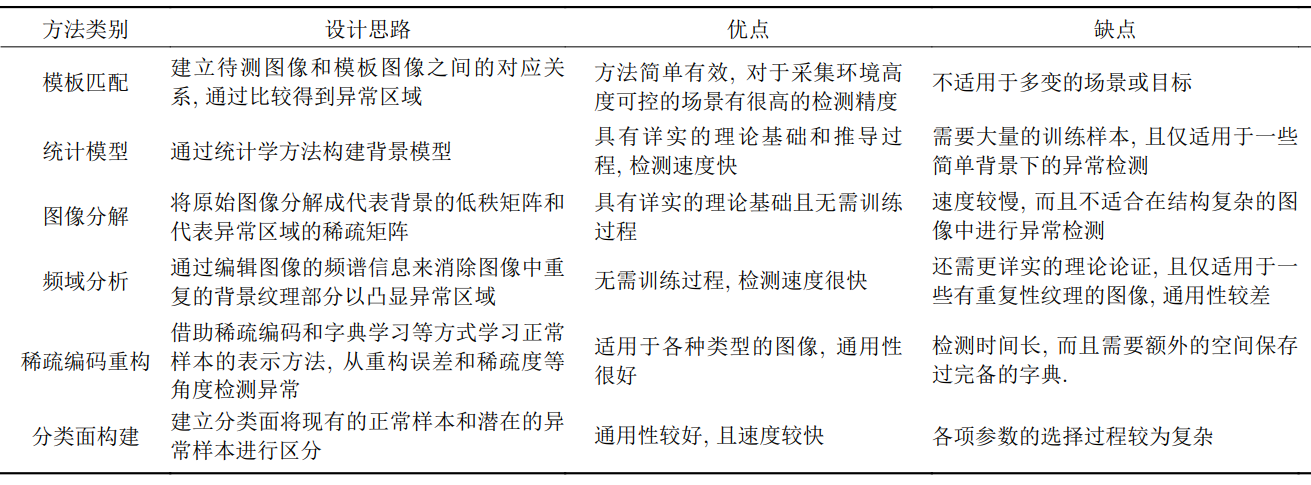 方法类别 设计思路 优点 缺点
模板匹配
建立待测图像和模板图像之间的对应关
系, 通过比较得到异常区域
方法简单有效, 对于采集环境高
度可控的场景有很高的检测精度
不适用于多变的场景或目标
统计模型
通过统计学方法构建背景模型
具有详实的理论基础和推导过
程, 检测速度快
需要大量的训练样本, 且仅适用于一些
简单背景下的异常检测
图像分解
将原始图像分解成代表背景的低秩矩阵和
代表异常区域的稀疏矩阵
具有详实的理论基础且无需训练
过程
速度较慢, 而且不适合在结构复杂的图
像中进行异常检测
频域分析
通过编辑图像的频谱信息来消除图像中重
复的背景纹理部分以凸显异常区域
无需训练过程, 检测速度很快
还需更详实的理论论证, 且仅适用于一
些有重复性纹理的图像, 通用性较差
稀疏编码重构
借助稀疏编码和字典学习等方式学习正常
样本的表示方法, 从重构误差和稀疏度等
角度检测异常
适用于各种类型的图像, 通用性
很好
检测时间长, 而且需要额外的空间保存
过完备的字典.
分类面构建
建立分类面将现有的正常样本和潜在的异
常样本进行区分
通用性较好, 且速度较快
各项参数的选择过程较为复杂